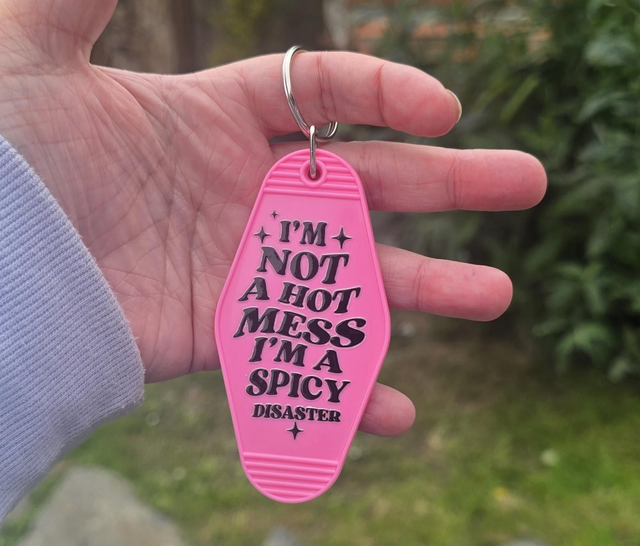 I'M
NOT
A HOT
MESS
I'M A
SPICY
DISASTER